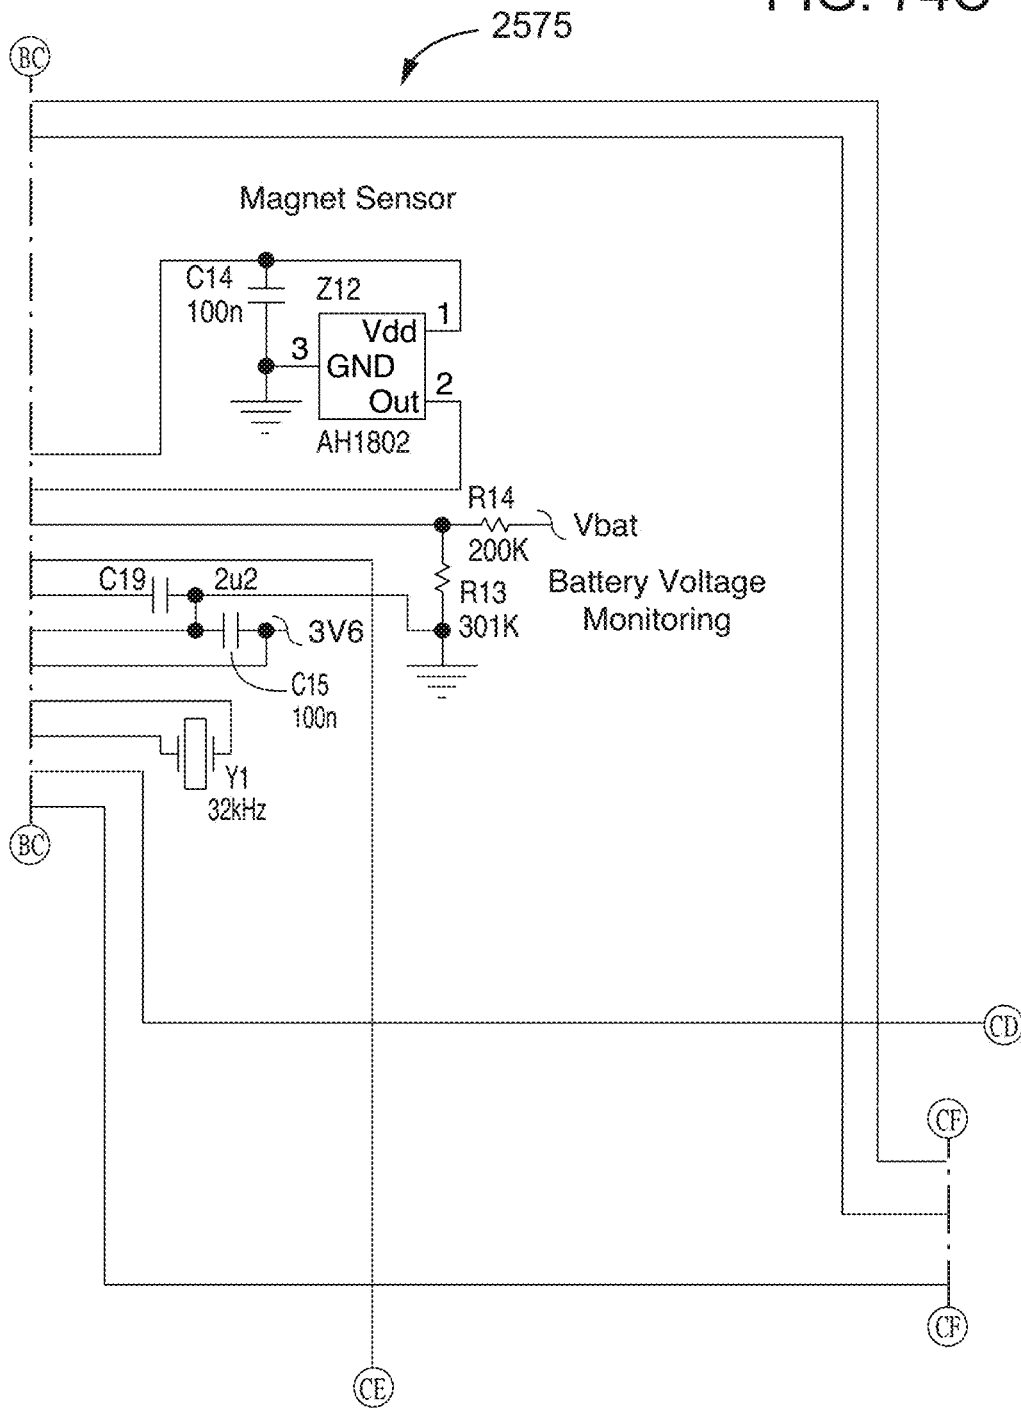 FIG. 74C
2575
BC
Magnet Sensor
C14
100n
Z12
1
Vdd
3
GND
2
Out
AH1802
R14
200K
Vbat
C19
2u2
R13
301K
Battery Voltage
Monitoring
3V6
C15
100n
Y1
32kHz
BC
CD
CF
CF
CE